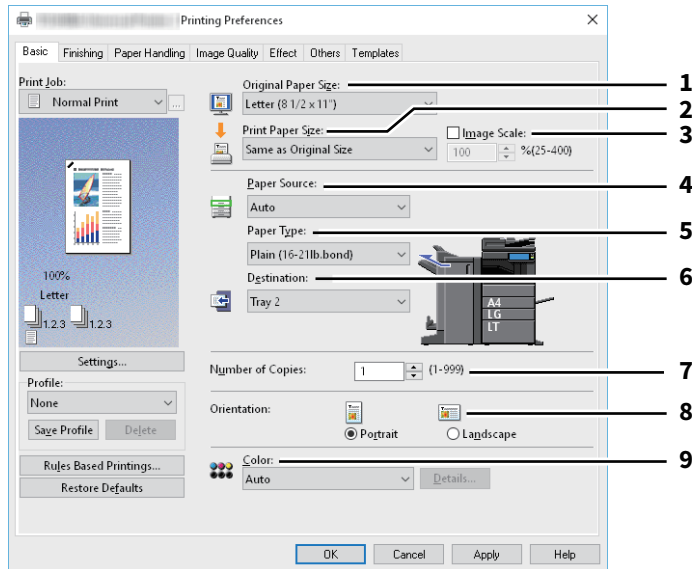 Printing Preferences
Basic Finishing Paper Handling Image Quality Effect Others Templates
Print Job:
Normal Print
...
100%
Letter
1.2.3 1.2.3
Settings...
Profile:
None
Save Profile Delete
Rules Based Printings...
Restore Defaults
Original Paper Size:
Letter (8 1/2 x 11")
Print Paper Size:
Same as Original Size
Image Scale:
100 %(25-400)
Paper Source:
Auto
Paper Type:
Plain (16-21lb.bond)
Destination:
Tray 2
A4
LG
LT
Number of Copies: 1 (1-999)
Orientation:
Portrait Landscape
Color:
Auto Details...
OK Cancel Apply Help
1
2
3
4
5
6
7
8
9